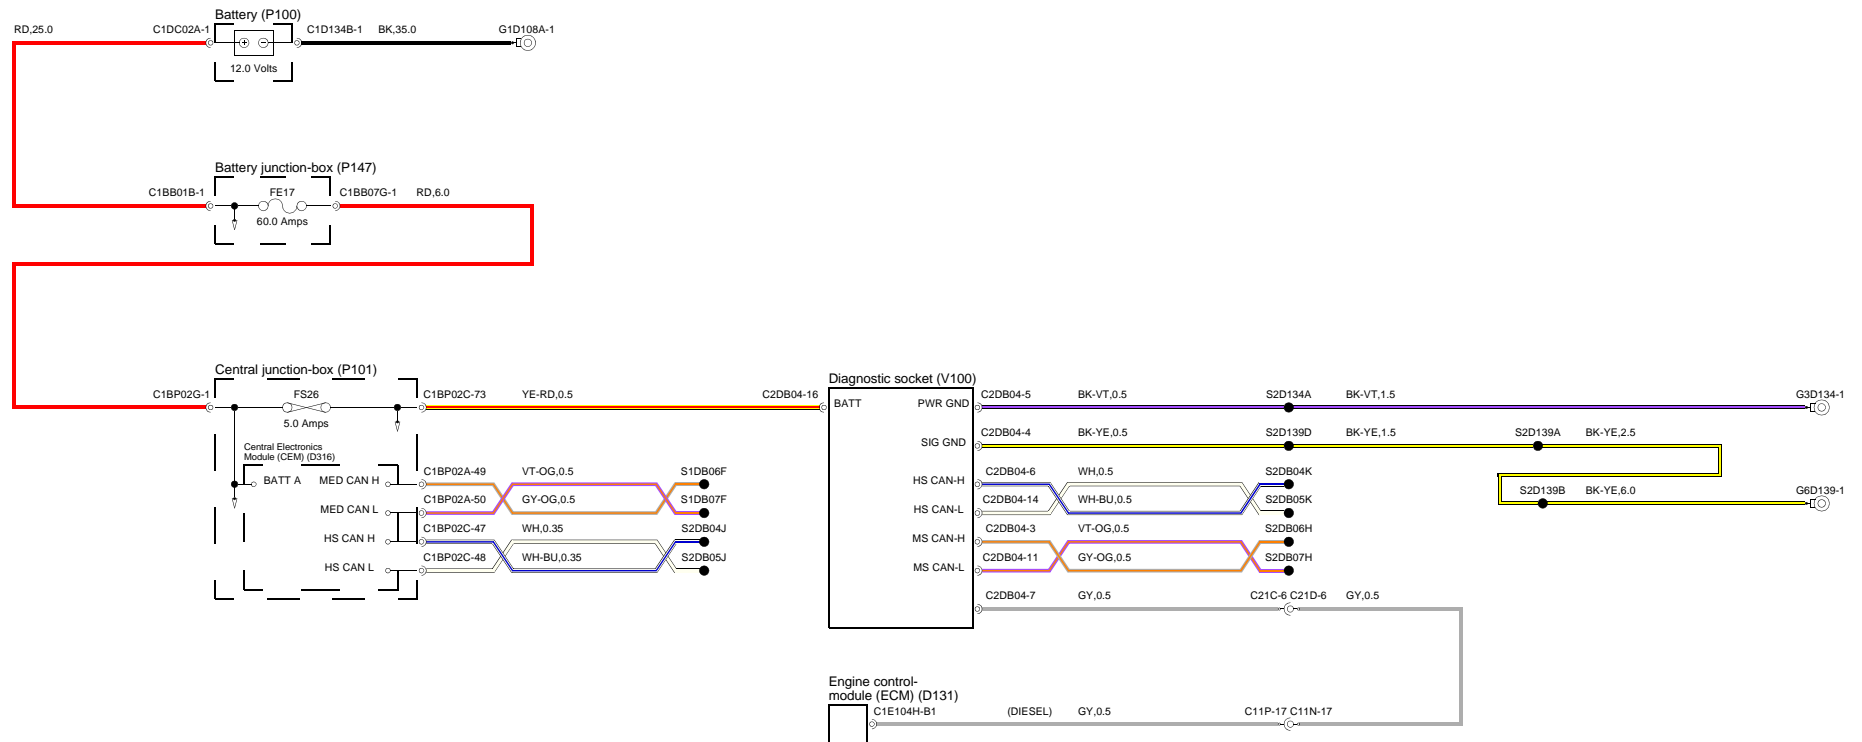 Battery (P100)
RD,25.0
C1DC02A-1
C1D134B-1
BK,35.0
G1D108A-1
12.0 Volts
Battery junction-box (P147)
C1BB01B-1
FE17
C1BB07G-1
RD,6.0
60.0 Amps
Central junction-box (P101)
C1BP02G-1
FS26
C1BP02C-73
YE-RD,0.5
C2DB04-16
5.0 Amps
Central Electronics
Module (CEM) (D316)
BATT A
MED CAN H
C1BP02A-49
VT-OG,0.5
S1DB06F
MED CAN L
C1BP02A-50
GY-OG,0.5
S1DB07F
HS CAN H
C1BP02C-47
WH,0.35
S2DB04J
HS CAN L
C1BP02C-48
WH-BU,0.35
S2DB05J
Diagnostic socket (V100)
BATT
PWR GND
C2DB04-5
BK-VT,0.5
S2D134A
BK-VT,1.5
G3D134-1
SIG GND
C2DB04-4
BK-YE,0.5
S2D139D
BK-YE,1.5
S2D139A
BK-YE,2.5
HS CAN-H
C2DB04-6
WH,0.5
S2DB04K
HS CAN-L
C2DB04-14
WH-BU,0.5
S2DB05K
S2D139B
BK-YE,6.0
G6D139-1
MS CAN-H
C2DB04-3
VT-OG,0.5
S2DB06H
MS CAN-L
C2DB04-11
GY-OG,0.5
S2DB07H
C2DB04-7
GY,0.5
C21C-6 C21D-6
GY,0.5
Engine control-
module (ECM) (D131)
C1E104H-B1
(DIESEL)
GY,0.5
C11P-17 C11N-17